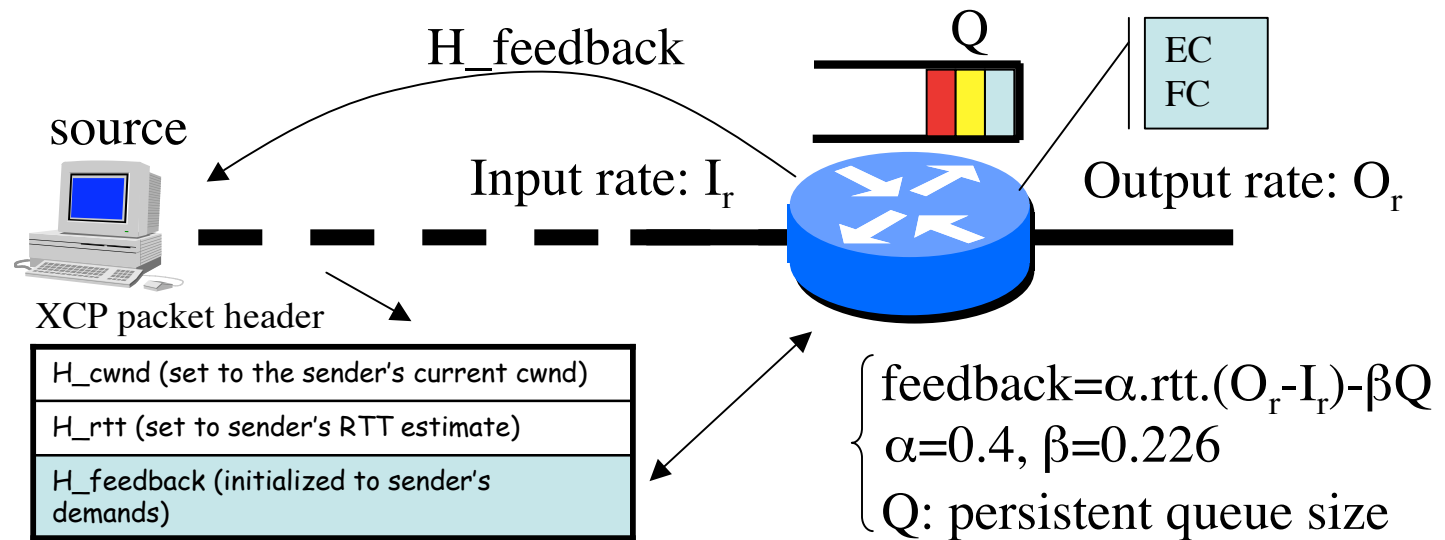 H_feedback
Q
EC
FC
source
Input rate: Iᵣ
Output rate: Oᵣ
XCP packet header
H_cwnd (set to the sender's current cwnd)
H_rtt (set to sender's RTT estimate)
H_feedback (initialized to sender's
demands)
feedback=α.rtt.(Oᵣ-Iᵣ)-βQ
α=0.4, β=0.226
Q: persistent queue size